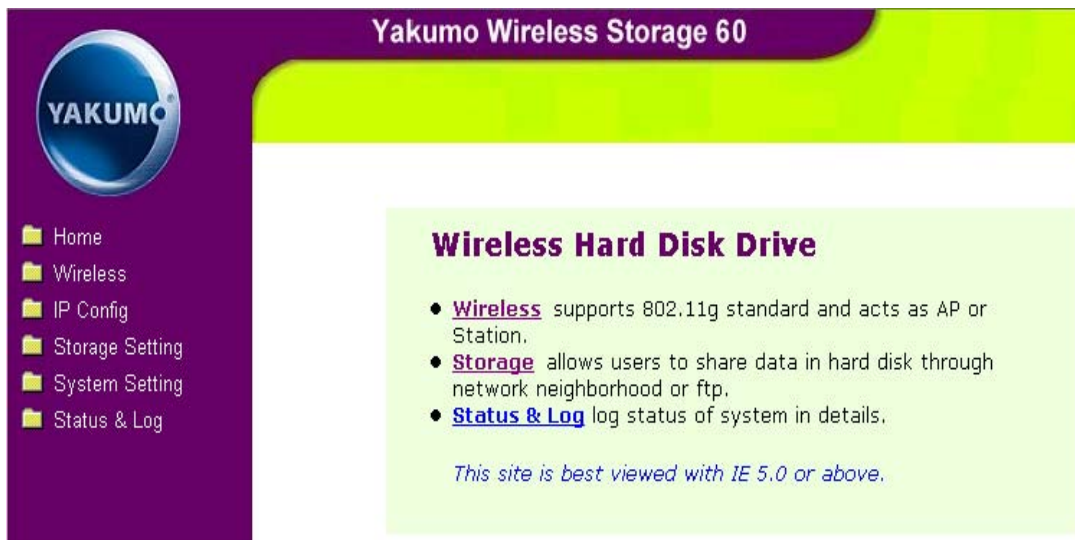 Yakumo Wireless Storage 60
YAKUMO
Home
Wireless
IP Config
Storage Setting
System Setting
Status & Log
Wireless Hard Disk Drive
Wireless supports 802.11g standard and acts as AP or
Station.
Storage allows users to share data in hard disk through
network neighborhood or ftp.
Status & Log log status of system in details.
This site is best viewed with IE 5.0 or above.